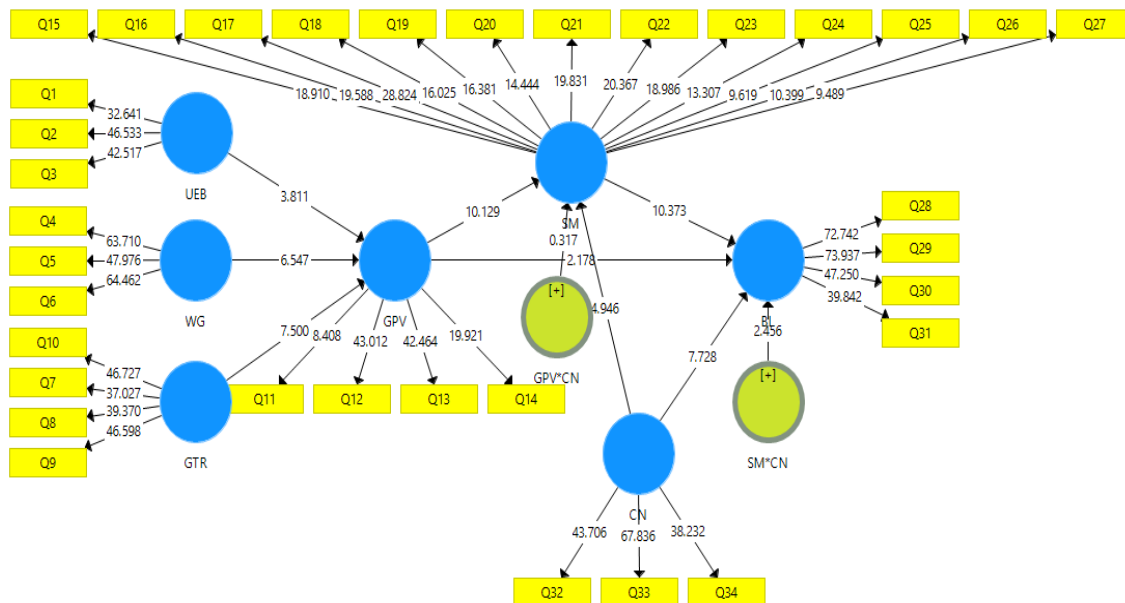 Q15 Q16 Q17 Q18 Q19 Q20 Q21 Q22 Q23 Q24 Q25 Q26 Q27
18.910 19.588 28.824 16.025 16.381 14.444 19.831 20.367 18.986 13.307 9.619 10.399 9.489
Q1
32.641
Q2
46.533
Q3
42.517
UEB
3.811
SM
10.129
10.373
0.317
Q4
63.710
Q5
47.976
Q6
64.462
WG
6.547
GPV
2.178
BI
Q28
72.742
Q29
73.937
Q30
47.250
Q31
39.842
[+]
GPV*CN
4.946
7.728
2.456
[+]
SM*CN
Q10
46.727
Q7
37.027
Q8
39.370
Q9
46.598
GTR
7.500
8.408
43.012
42.464
19.921
Q11 Q12 Q13 Q14
CN
43.706
67.836
38.232
Q32 Q33 Q34